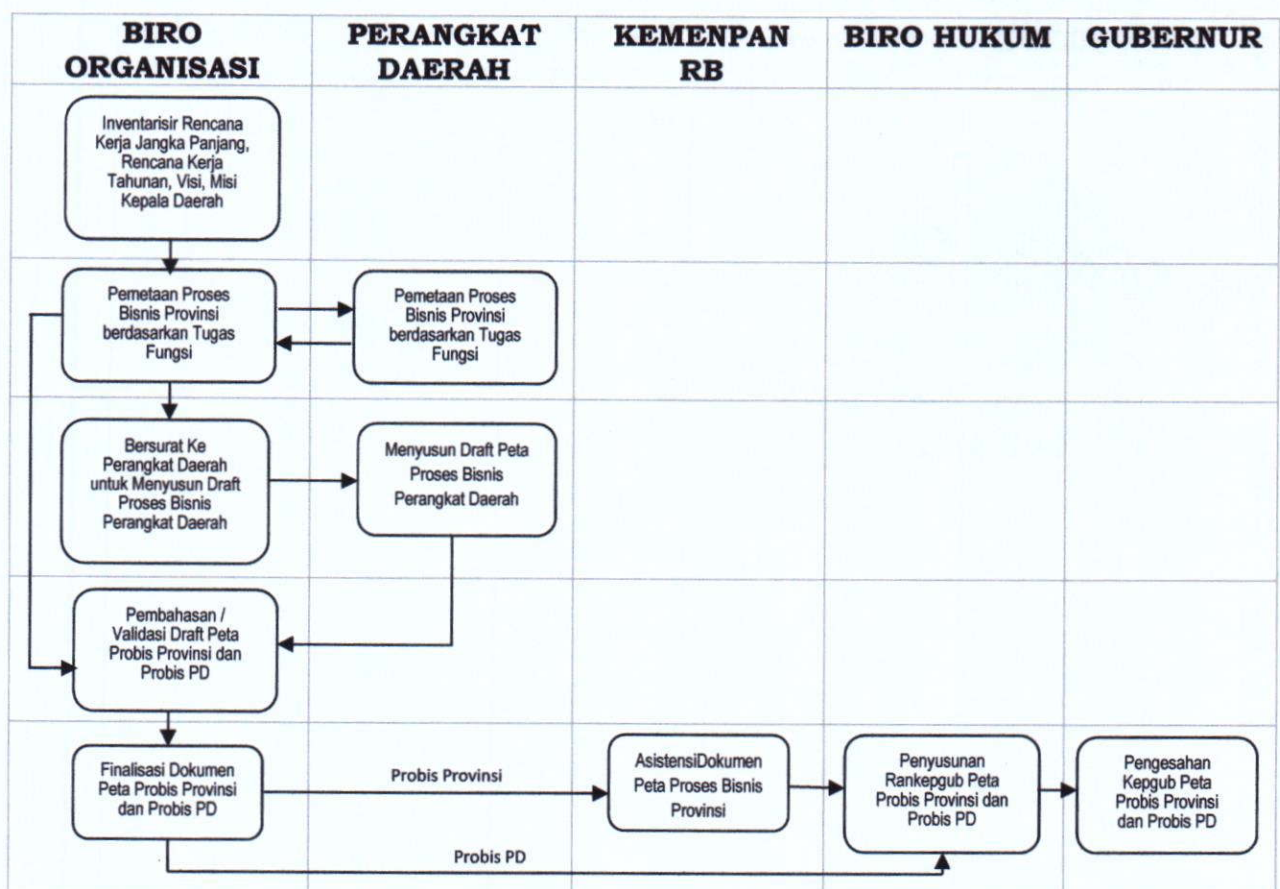 BIRO
ORGANISASI
PERANGKAT
DAERAH
KEMENPAN
RB
BIRO HUKUM
GUBERNUR
Inventarisir Rencana
Kerja Jangka Panjang,
Rencana Kerja
Tahunan, Visi, Misi
Kepala Daerah
Pemetaan Proses
Bisnis Provinsi
berdasarkan Tugas
Fungsi
Pemetaan Proses
Bisnis Provinsi
berdasarkan Tugas
Fungsi
Bersurat Ke
Perangkat Daerah
untuk Menyusun Draft
Proses Bisnis
Perangkat Daerah
Menyusun Draft Peta
Proses Bisnis
Perangkat Daerah
Pembahasan /
Validasi Draft Peta
Probis Provinsi dan
Probis PD
Finalisasi Dokumen
Peta Probis Provinsi
dan Probis PD
Probis Provinsi
AsistensiDokumen
Peta Proses Bisnis
Provinsi
Penyusunan
Rankepgub Peta
Probis Provinsi dan
Probis PD
Pengesahan
Kepgub Peta
Probis Provinsi
dan Probis PD
Probis PD